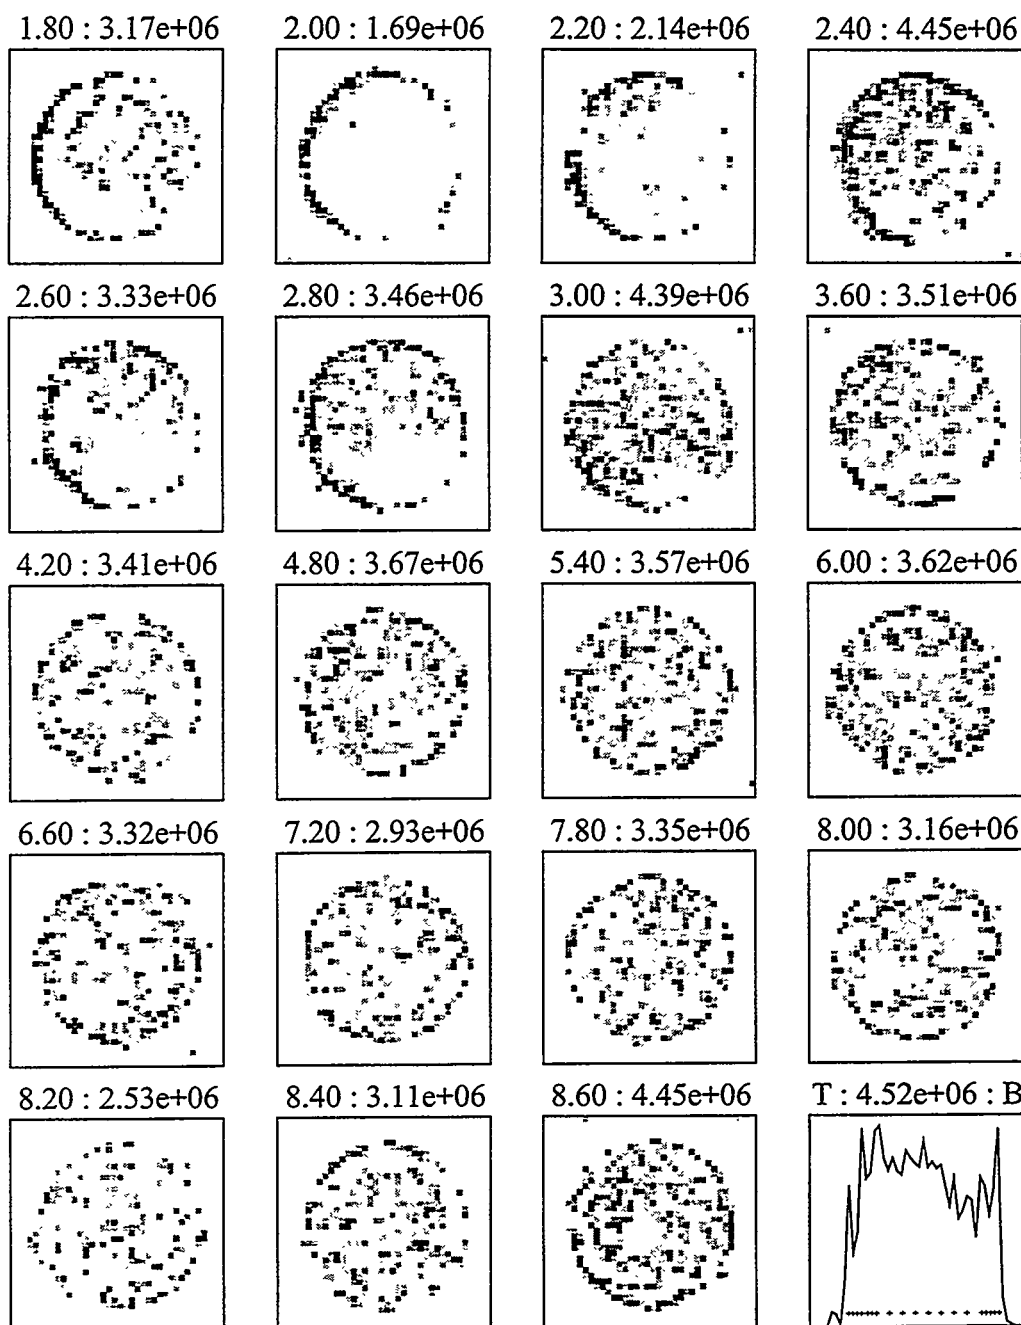 1.80 : 3.17e+06 2.00 : 1.69e+06 2.20 : 2.14e+06 2.40 : 4.45e+06
2.60 : 3.33e+06 2.80 : 3.46e+06 3.00 : 4.39e+06 3.60 : 3.51e+06
4.20 : 3.41e+06 4.80 : 3.67e+06 5.40 : 3.57e+06 6.00 : 3.62e+06
6.60 : 3.32e+06 7.20 : 2.93e+06 7.80 : 3.35e+06 8.00 : 3.16e+06
8.20 : 2.53e+06 8.40 : 3.11e+06 8.60 : 4.45e+06 T : 4.52e+06 : B